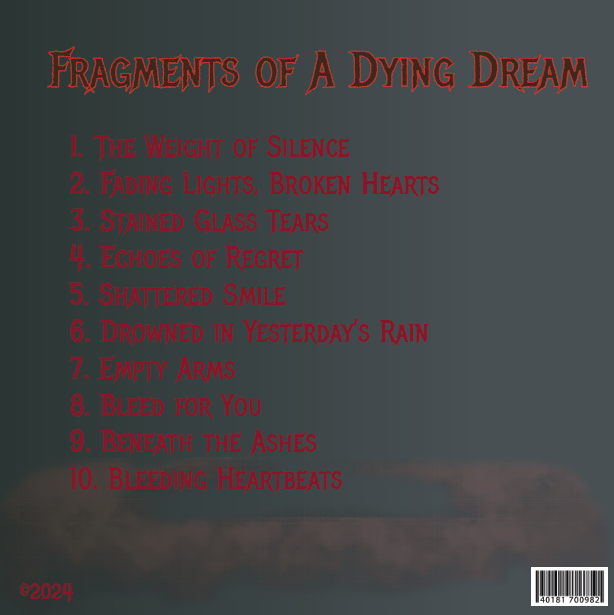 Fragments of A Dying Dream
1. The Weight of Silence
2. Fading Lights, Broken Hearts
3. Stained Glass Tears
4. Echoes of Regret
5. Shattered Smile
6. Drowned in Yesterday's Rain
7. Empty Arms
8. Bleed for You
9. Beneath the Ashes
10. Bleeding Heartbeats
©2024
40181 700982